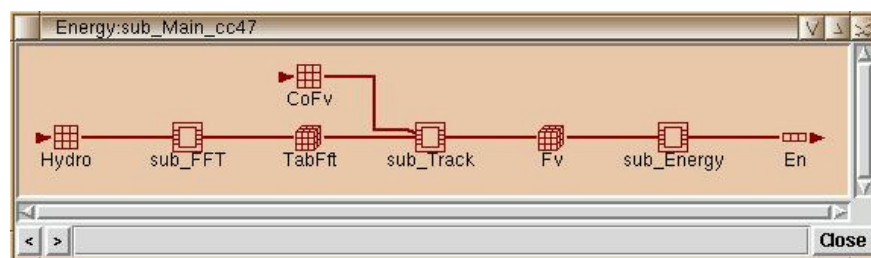 Energy:sub_Main_cc47
CoFv
Hydro sub_FFT TabFft sub_Track Fv sub_Energy En
< > Close